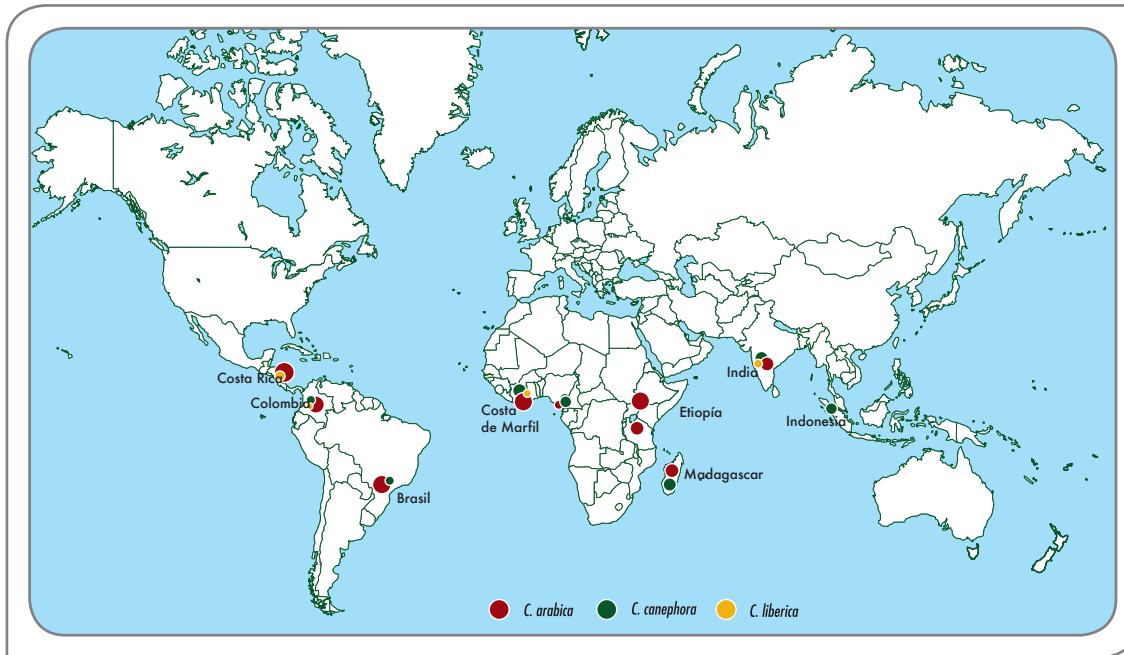 Costa Rica
Colombia
Brasil
Costa
de Marfil
Etiopía
Madagascar
India
Indonesia
C. arabica
C. canephora
C. liberica